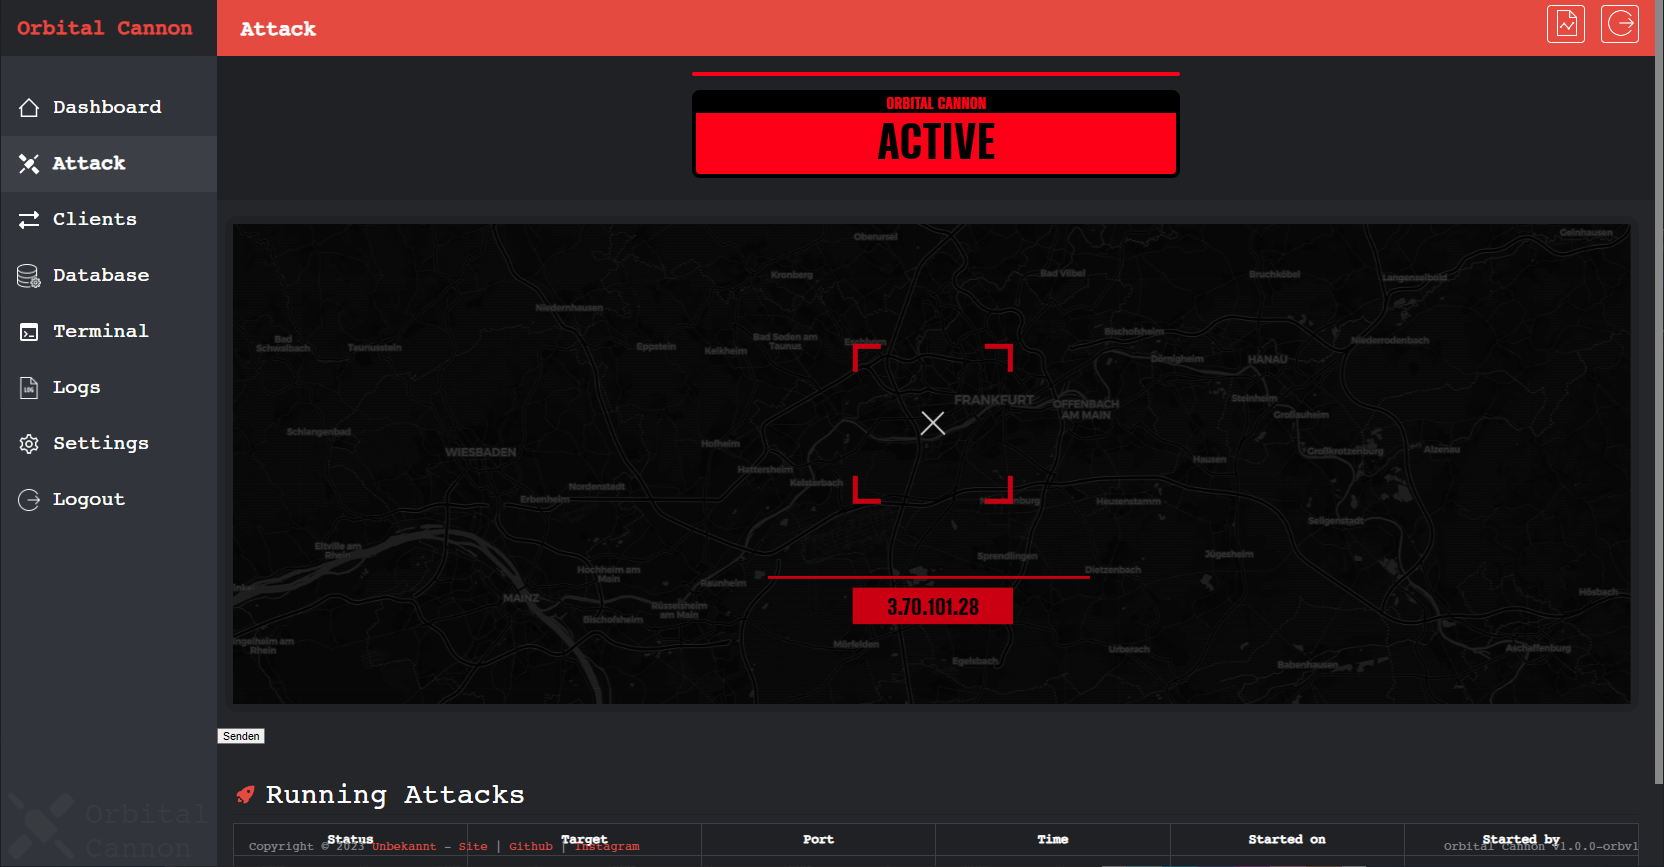 Orbital Cannon
Attack
Dashboard
Attack
Clients
Database
Terminal
LOG
Logs
Settings
Logout
ORBITAL CANNON
ACTIVE
Oberursel
Gelnhausen
Kronberg
Bad Vilbel
Bruchköbel
Langenselbold
Niedernhausen
Bad
Schwalbach
Taunusstein
Eppstein
Kelkheim
Bad Soden am
Taunus
Eschborn
Bischofsheim
Dörnigheim
HANAU
Niederrodenbach
FRANKFURT
OFFENBACH
AM MAIN
Steinheim
Großauheim
Schlangenbad
WIESBADEN
Hofheim
Hattersheim
Kelsterbach
Hausen
Großkrotzenburg
Alzenau
Nordenstadt
Erbenheim
Heusenstamm
Seligenstadt
Eltville am
Rhein
Sprendlingen
Jügesheim
Hochheim am
Main
Raunheim
Dietzenbach
MAINZ
Rüsselsheim
am Main
Bischofsheim
3.70.101.28
Hösbach
ngelheim am
Rhein
Mörfelden
Egelsbach
Urberach
Babenhausen
Aschaffenburg
Senden
Running Attacks
Status Target Port Time Started on Started by
Copyright © 2023 Unbekannt - Site | Github | Instagram
Orbital Cannon v1.0.0-orbv1
Orbital
Cannon